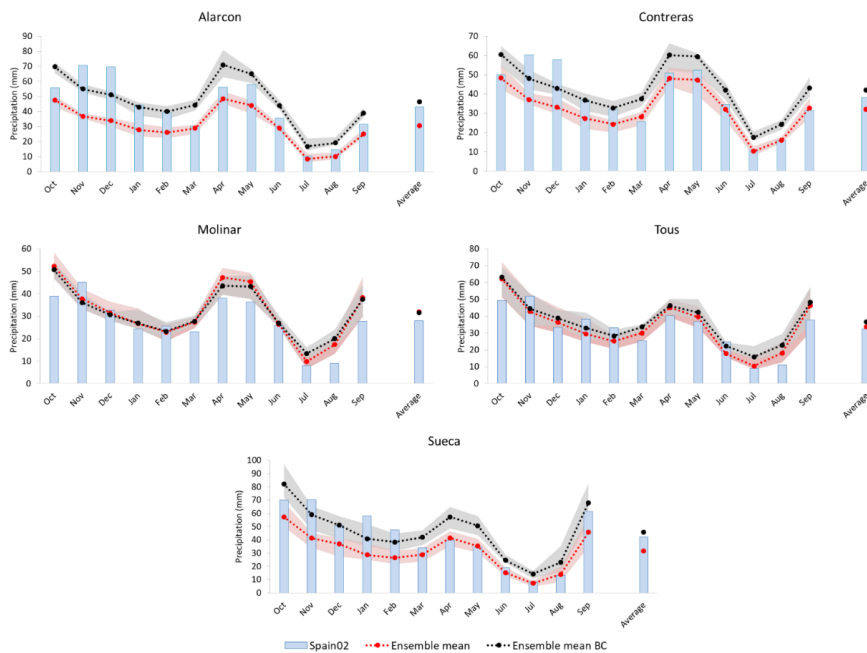 Alarcon
Contreras
Precipitation (mm)
90
80
70
60
50
40
30
20
10
0
Oct Nov Dec Jan Feb Mar Apr May Jun Jul Aug Sep Average
Precipitation (mm)
70
60
50
40
30
20
10
0
Oct Nov Dec Jan Feb Mar Apr May Jun Jul Aug Sep Average
Molinar
Tous
Precipitation (mm)
60
50
40
30
20
10
0
Oct Nov Dec Jan Feb Mar Apr May Jun Jul Aug Sep Average
Precipitation (mm)
80
70
60
50
40
30
20
10
0
Oct Nov Dec Jan Feb Mar Apr May Jun Jul Aug Sep Average
Sueca
Precipitation (mm)
100
90
80
70
60
50
40
30
20
10
0
Oct Nov Dec Jan Feb Mar Apr May Jun Jul Aug Sep Average
Spain02 Ensemble mean Ensemble mean BC